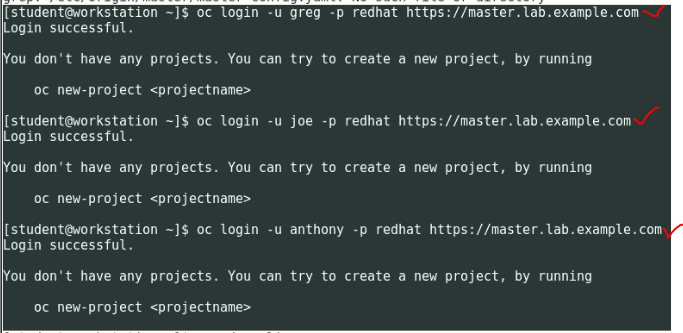 [student@workstation ~]$ oc login -u greg -p redhat https://master.lab.example.com
Login successful.
You don't have any projects. You can try to create a new project, by running
oc new-project <projectname>
[student@workstation ~]$ oc login -u joe -p redhat https://master.lab.example.com
Login successful.
You don't have any projects. You can try to create a new project, by running
oc new-project <projectname>
[student@workstation ~]$ oc login -u anthony -p redhat https://master.lab.example.com
Login successful.
You don't have any projects. You can try to create a new project, by running
oc new-project <projectname>